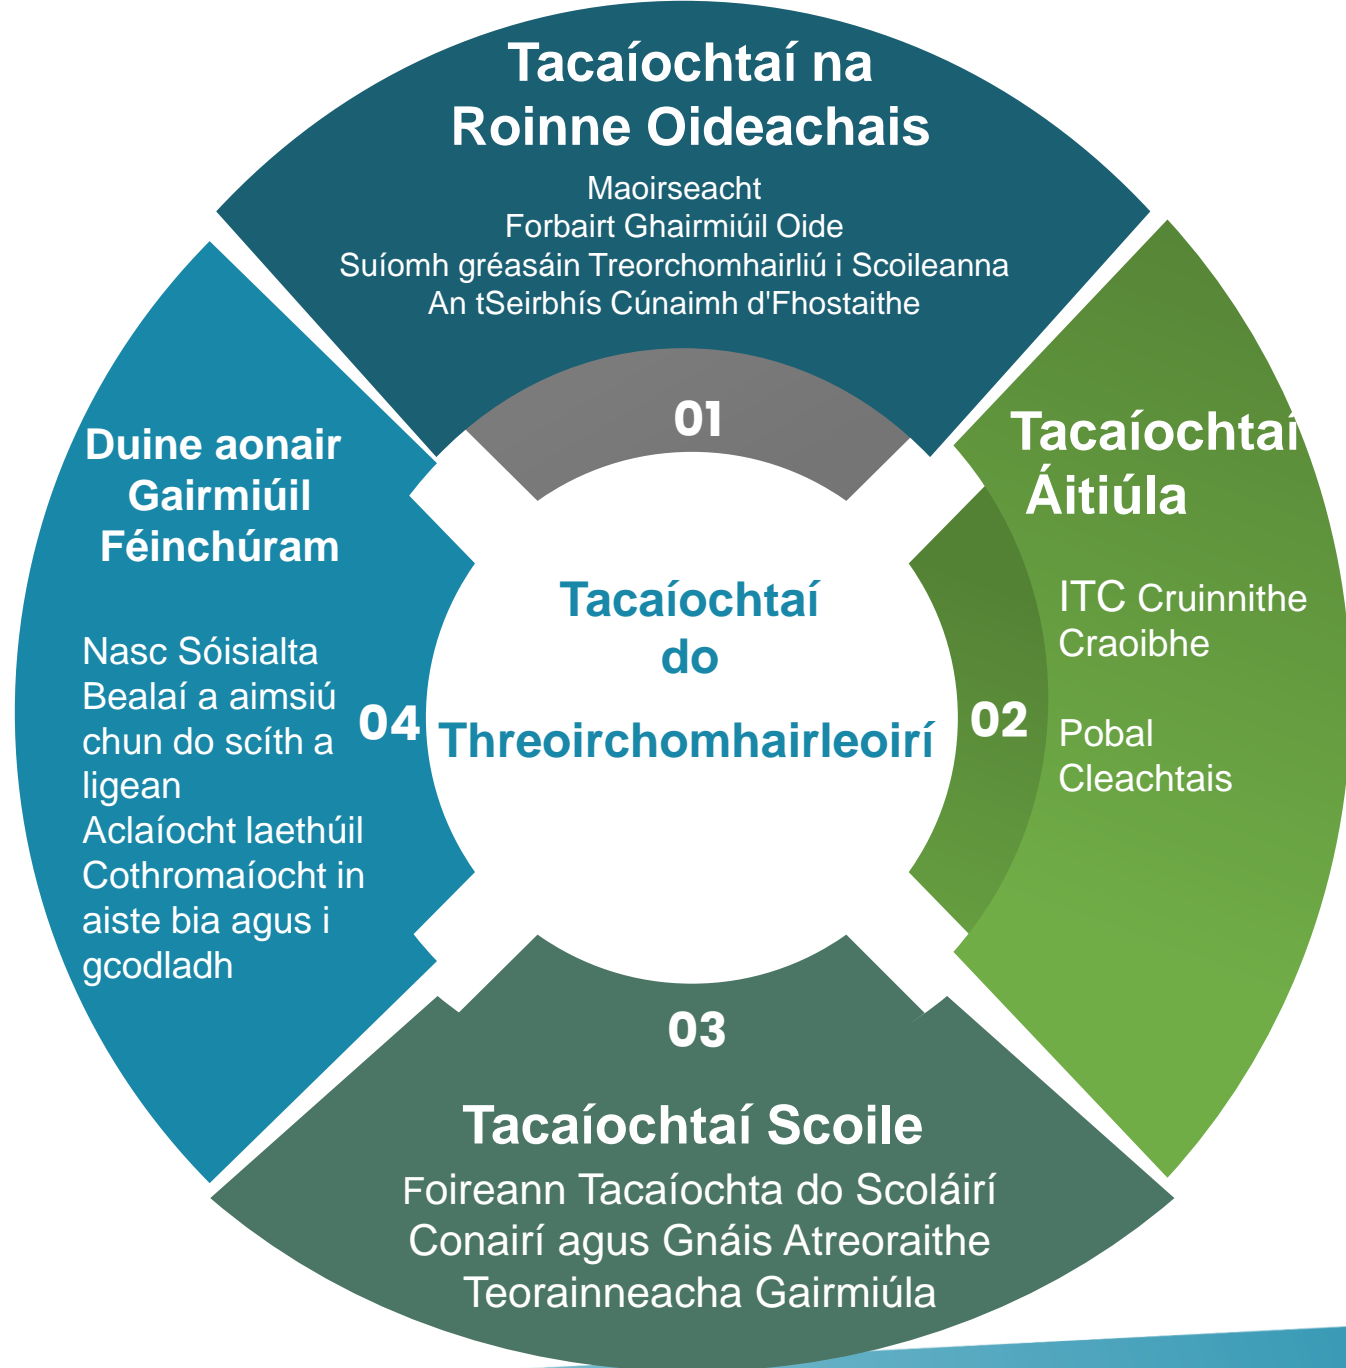 Tacaíochtaí na
Roinne Oideachais
Maoirseacht
Forbairt Ghairmiúil Oide
Suíomh gréasáin Treorchomhairliú i Scoileanna
An tSeirbhís Cúnaimh d'Fhostaithe
01
Tacaíochtaí
Áitiúla
ITC Cruinnithe
Craoibhe
Pobal
Cleachtais
02
Tacaíochtaí
do
Threoirchomhairleoirí
03
Tacaíochtaí Scoile
Foireann Tacaíochta do Scoláirí
Conairí agus Gnáis Atreoraithe
Teorainneacha Gairmiúla
Duine aonair
Gairmiúil
Féinchúram
Nasc Sóisialta
Bealaí a aimsiú
chun do scíth a
ligean
Aclaíocht laethúil
Cothromaíocht in
aiste bia agus i
gcodladh
04